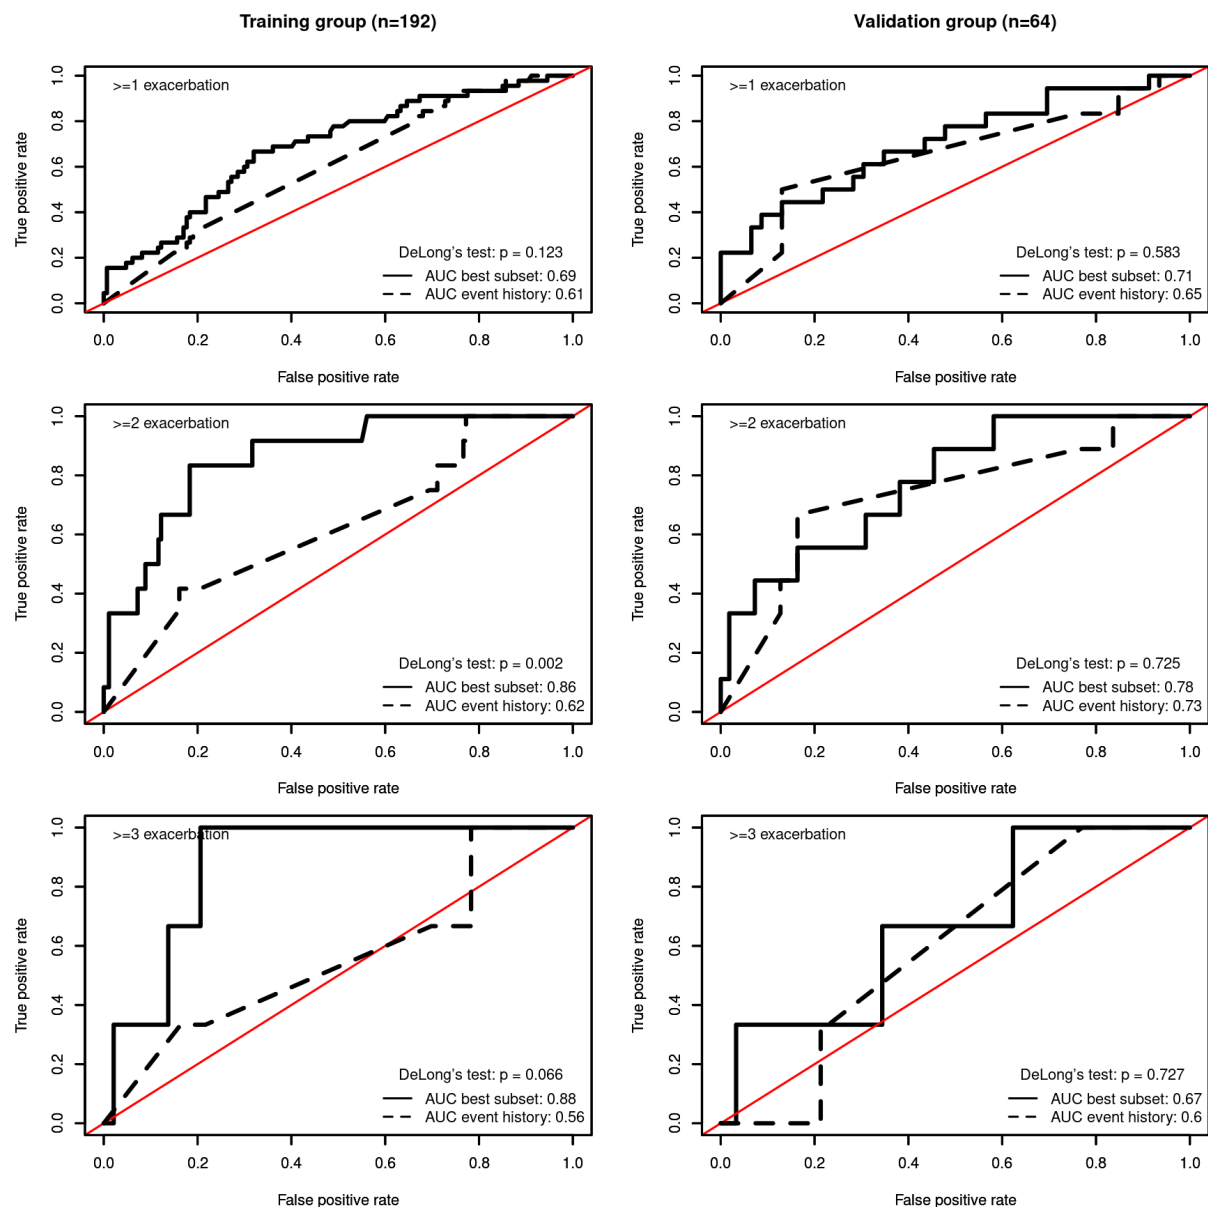 Training group (n=192)
Validation group (n=64)
>=1 exacerbation
True positive rate
0.0 0.2 0.4 0.6 0.8 1.0
DeLong's test: p = 0.123
AUC best subset: 0.69
AUC event history: 0.61
0.0 0.2 0.4 0.6 0.8 1.0
False positive rate
>=1 exacerbation
True positive rate
0.0 0.2 0.4 0.6 0.8 1.0
DeLong's test: p = 0.583
AUC best subset: 0.71
AUC event history: 0.65
0.0 0.2 0.4 0.6 0.8 1.0
False positive rate
>=2 exacerbation
True positive rate
0.0 0.2 0.4 0.6 0.8 1.0
DeLong's test: p = 0.002
AUC best subset: 0.86
AUC event history: 0.62
0.0 0.2 0.4 0.6 0.8 1.0
False positive rate
>=2 exacerbation
True positive rate
0.0 0.2 0.4 0.6 0.8 1.0
DeLong's test: p = 0.725
AUC best subset: 0.78
AUC event history: 0.73
0.0 0.2 0.4 0.6 0.8 1.0
False positive rate
>=3 exacerbation
True positive rate
0.0 0.2 0.4 0.6 0.8 1.0
DeLong's test: p = 0.066
AUC best subset: 0.88
AUC event history: 0.56
0.0 0.2 0.4 0.6 0.8 1.0
False positive rate
>=3 exacerbation
True positive rate
0.0 0.2 0.4 0.6 0.8 1.0
DeLong's test: p = 0.727
AUC best subset: 0.67
AUC event history: 0.6
0.0 0.2 0.4 0.6 0.8 1.0
False positive rate